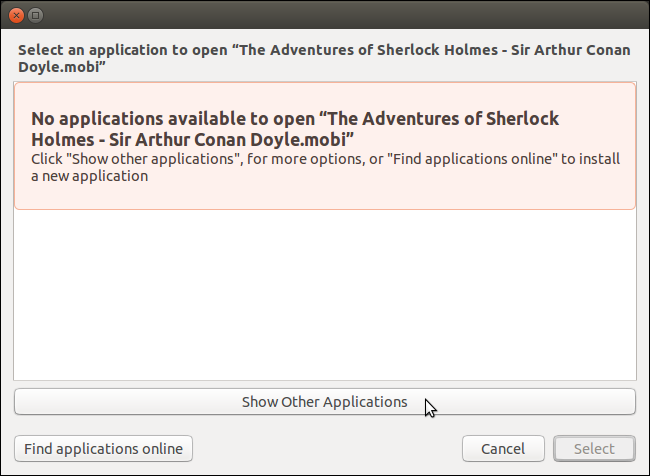 Select an application to open “The Adventures of Sherlock Holmes - Sir Arthur Conan
Doyle.mobi”
No applications available to open “The Adventures of Sherlock
Holmes - Sir Arthur Conan Doyle.mobi”
Click "Show other applications", for more options, or "Find applications online" to install
a new application
Show Other Applications
Find applications online
Cancel
Select